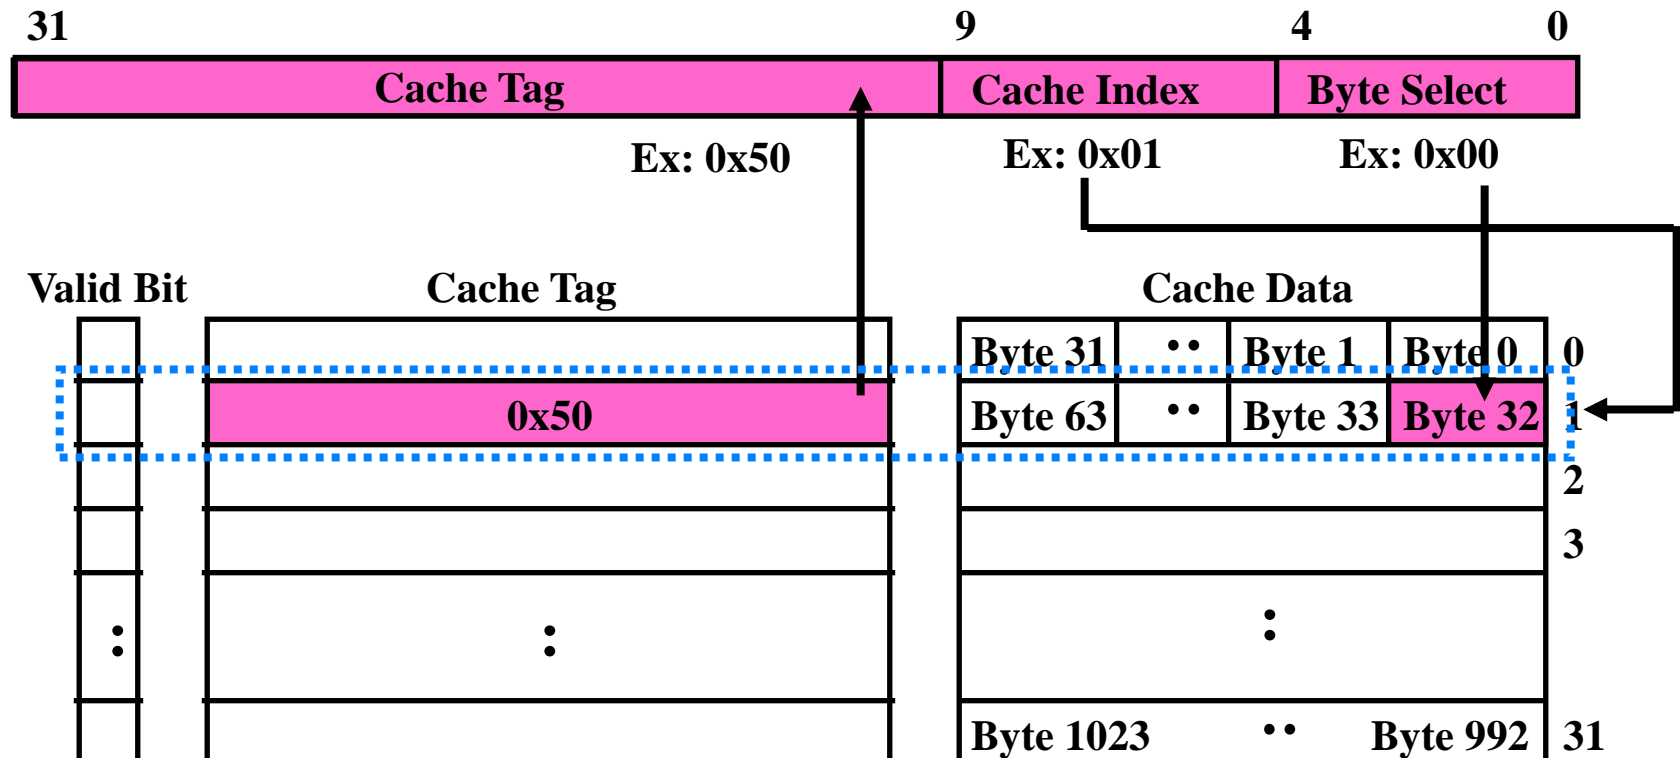 31 9 4 0
Cache Tag Cache Index Byte Select
Ex: 0x50 Ex: 0x01 Ex: 0x00
Valid Bit Cache Tag Cache Data
Byte 31 ·· Byte 1 Byte 0 0
0x50 Byte 63 ·· Byte 33 Byte 32 1
2
3
: : :
Byte 1023 ·· Byte 992 31